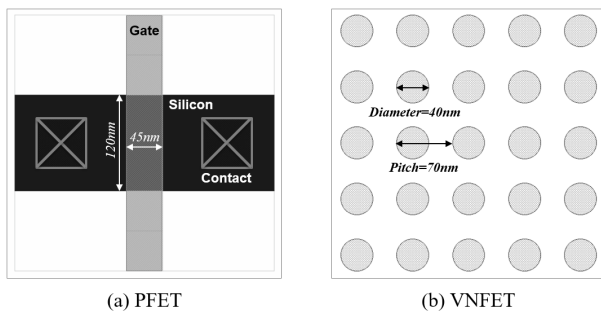 Gate
Silicon
120nm
45nm
Contact
(a) PFET
Diameter=40nm
Pitch=70nm
(b) VNFET